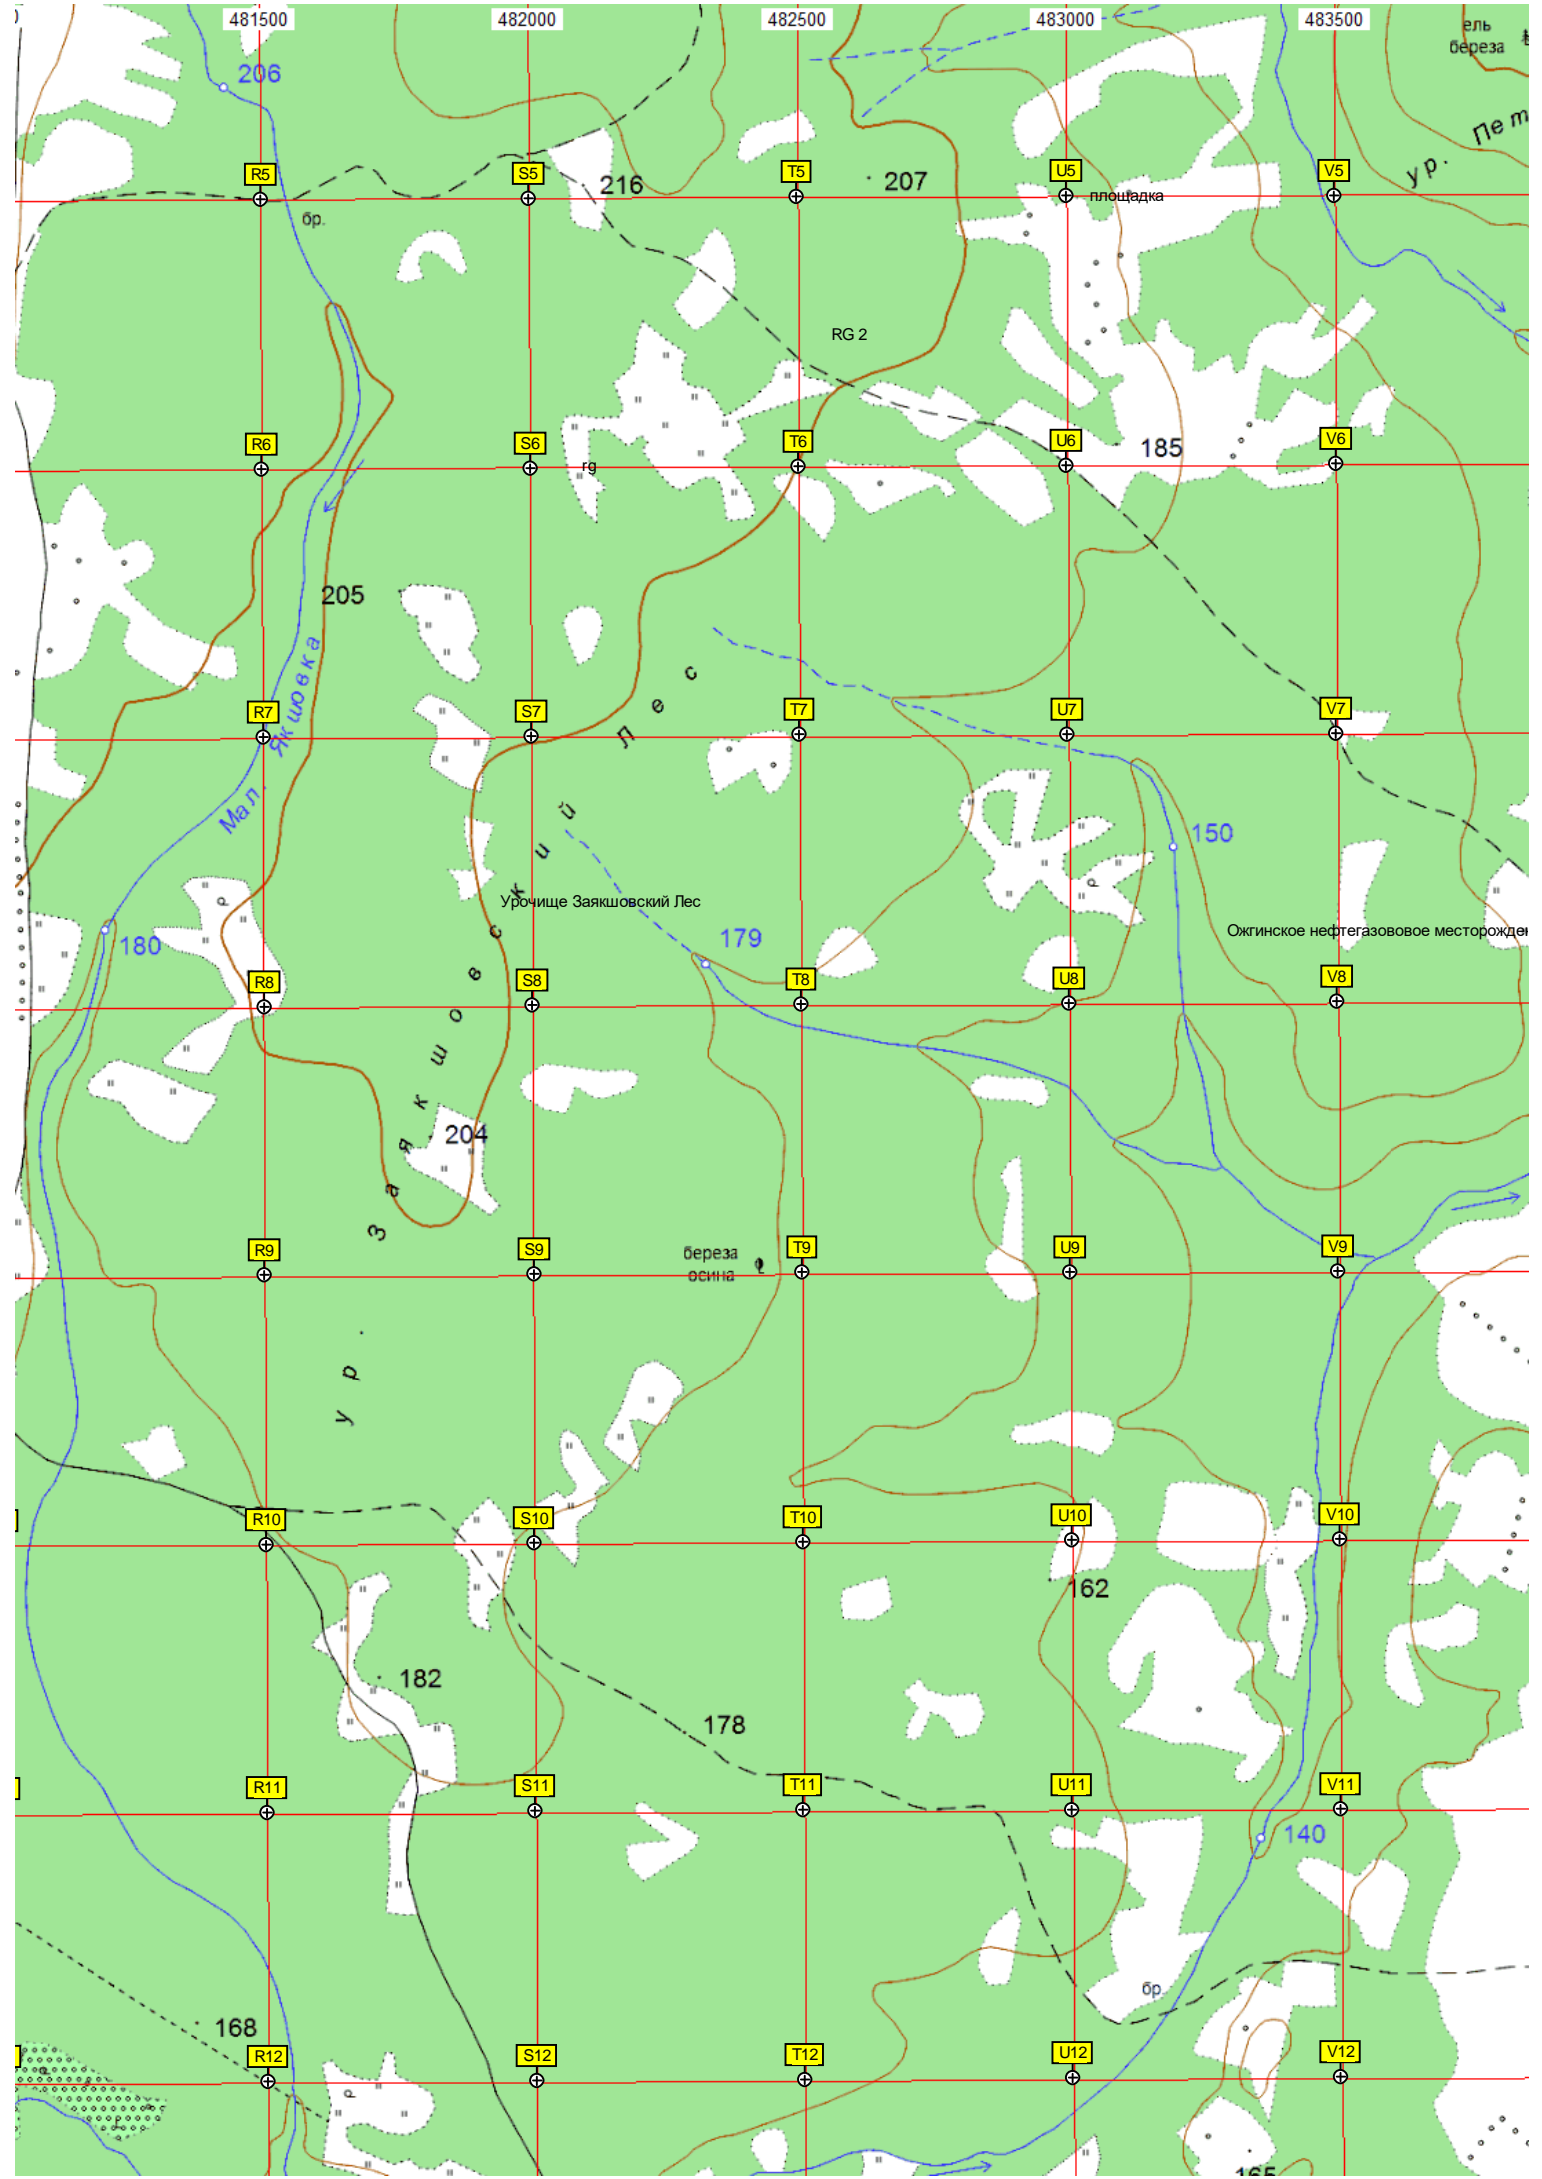 481500 482000 482500 483000 483500
ель
береза
206
ур. Пет
R5 S5 T5 U5 V5
216
207
площадка
бр.
RG 2
R6 S6 T6 U6 V6
rg
185
205
R7 S7 T7 U7 V7
Мал. Якшовка
150
ур. Заякшовский Лес
Урочище Заякшовский Лес
Ожгинское нефтегазововое месторожден
180
179
R8 S8 T8 U8 V8
204
R9 S9 T9 U9 V9
береза
осина
R10 S10 T10 U10 V10
162
182
178
R11 S11 T11 U11 V11
140
бр.
168
R12 S12 T12 U12 V12
165